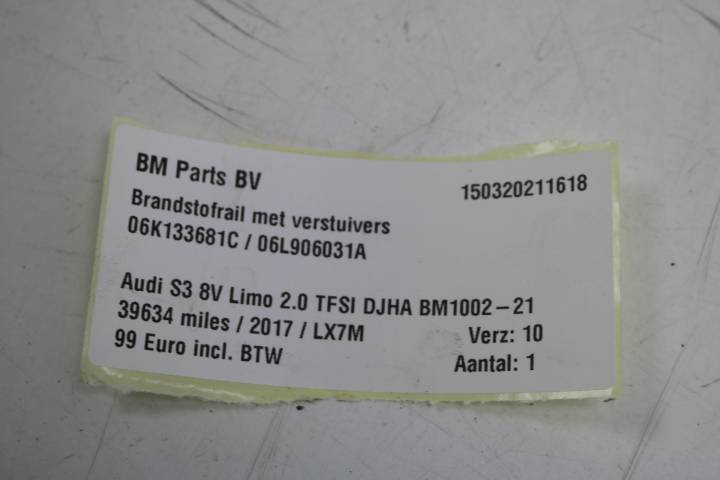 BM Parts BV
150320211618
Brandstofrail met verstuivers
06K133681C / 06L906031A
Audi S3 8V Limo 2.0 TFSI DJHA BM1002-21
39634 miles / 2017 / LX7M
Verz: 10
99 Euro incl. BTW
Aantal: 1